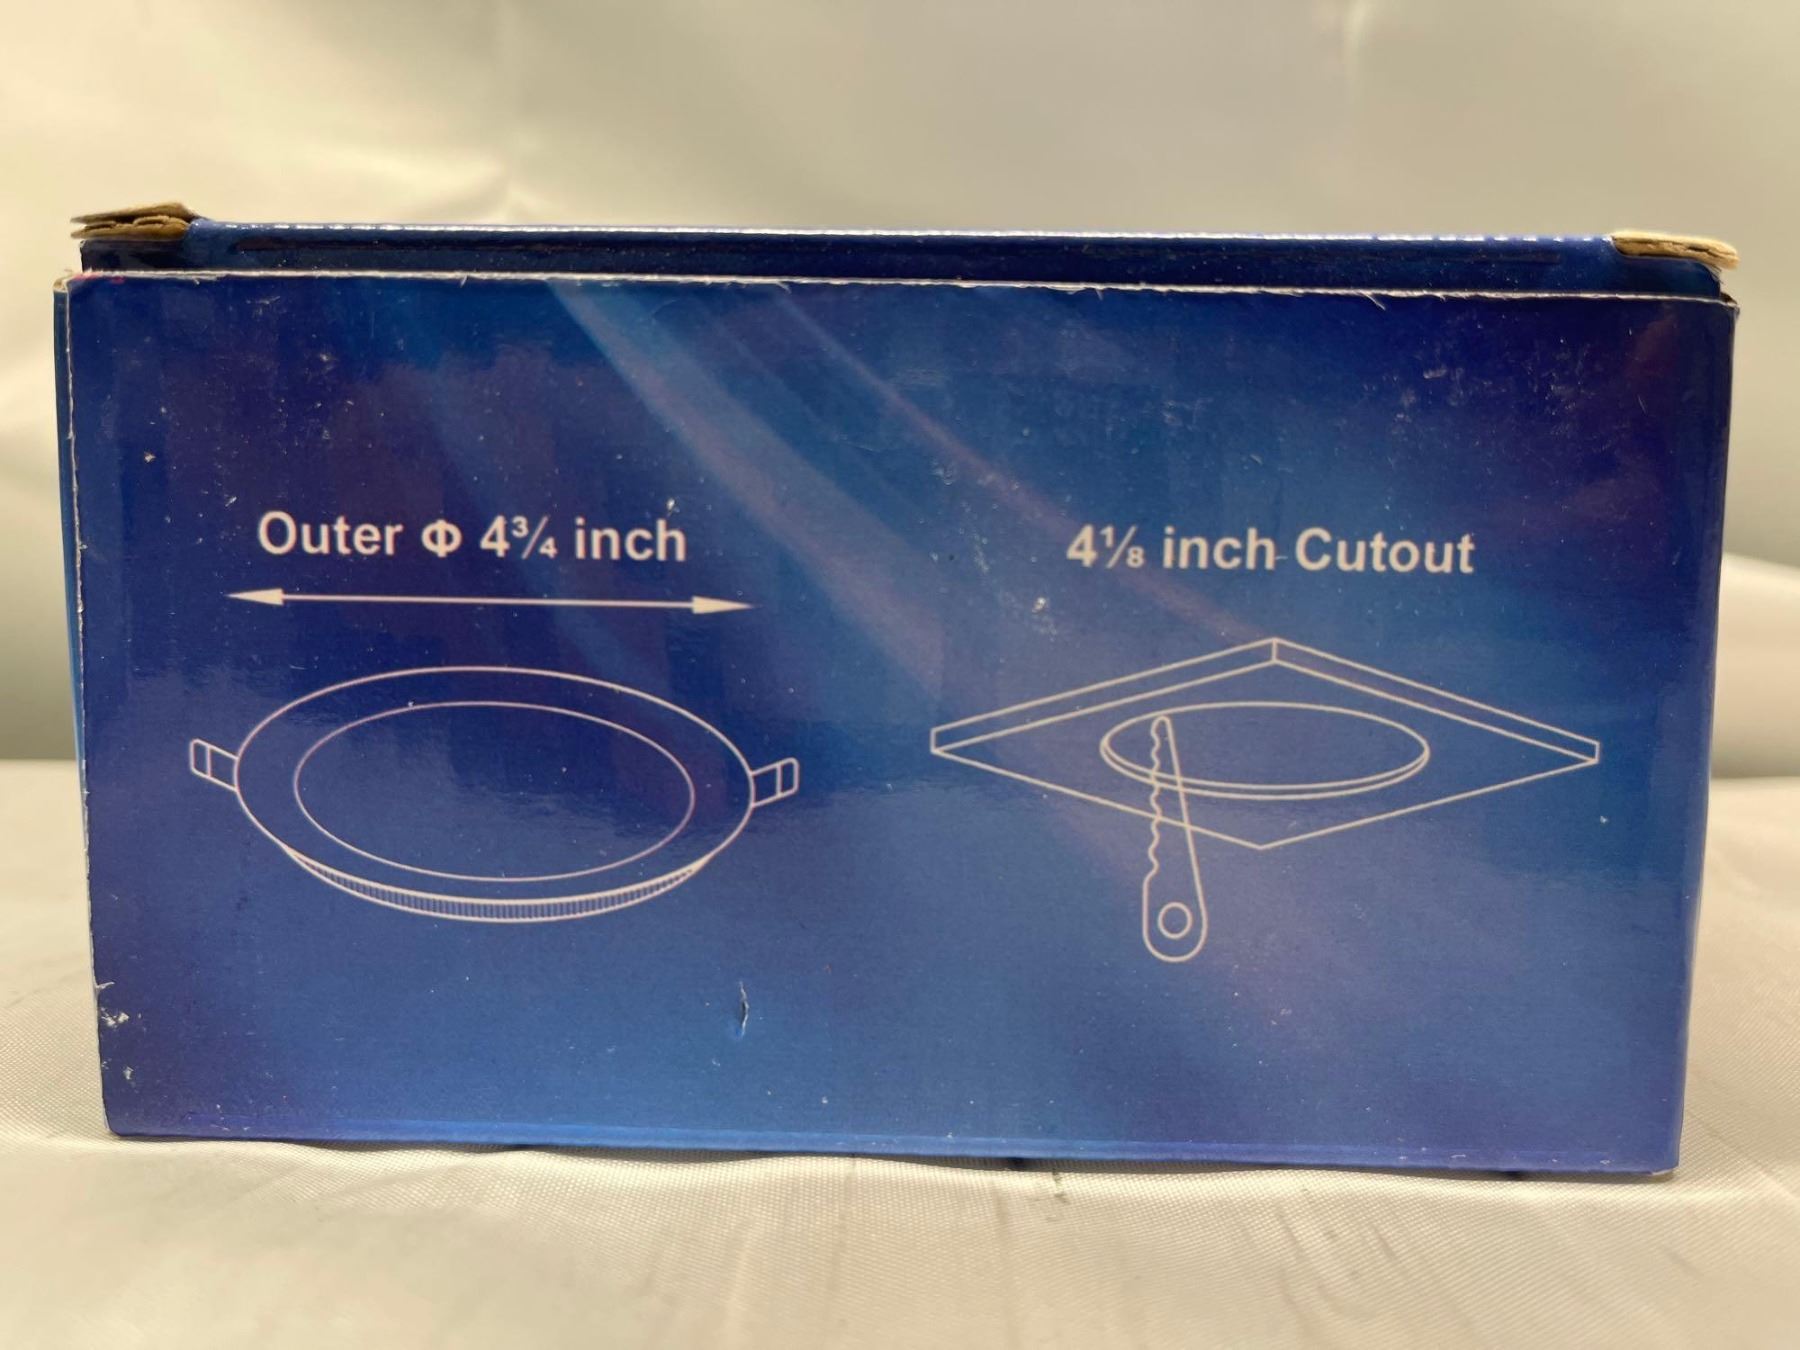 Outer Φ 4¾ inch
4⅛ inch Cutout